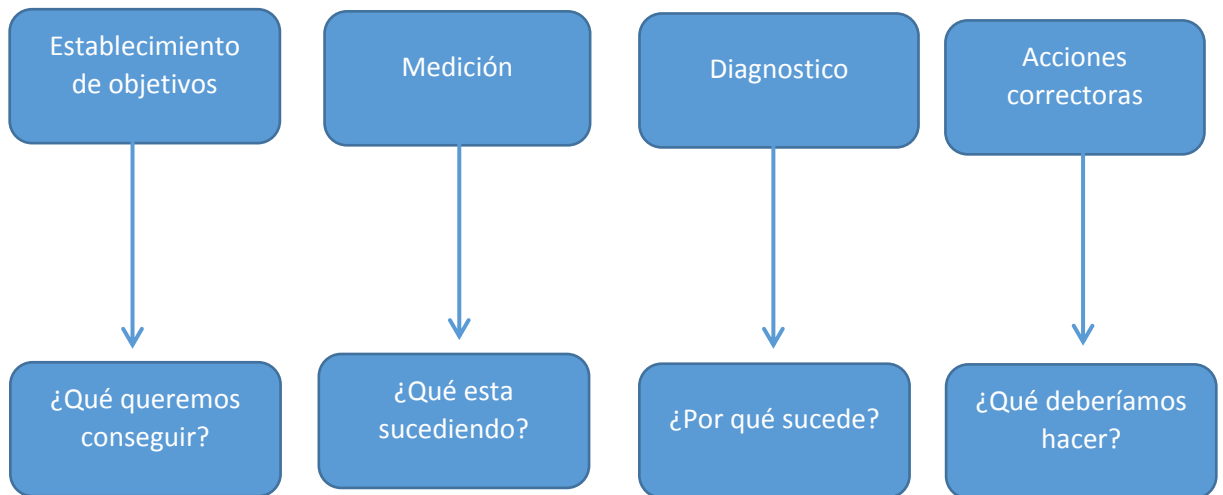 Establecimiento
de objetivos
Medición
Diagnostico
Acciones
correctoras
¿Qué queremos
conseguir?
¿Qué esta
sucediendo?
¿Por qué sucede?
¿Qué deberíamos
hacer?